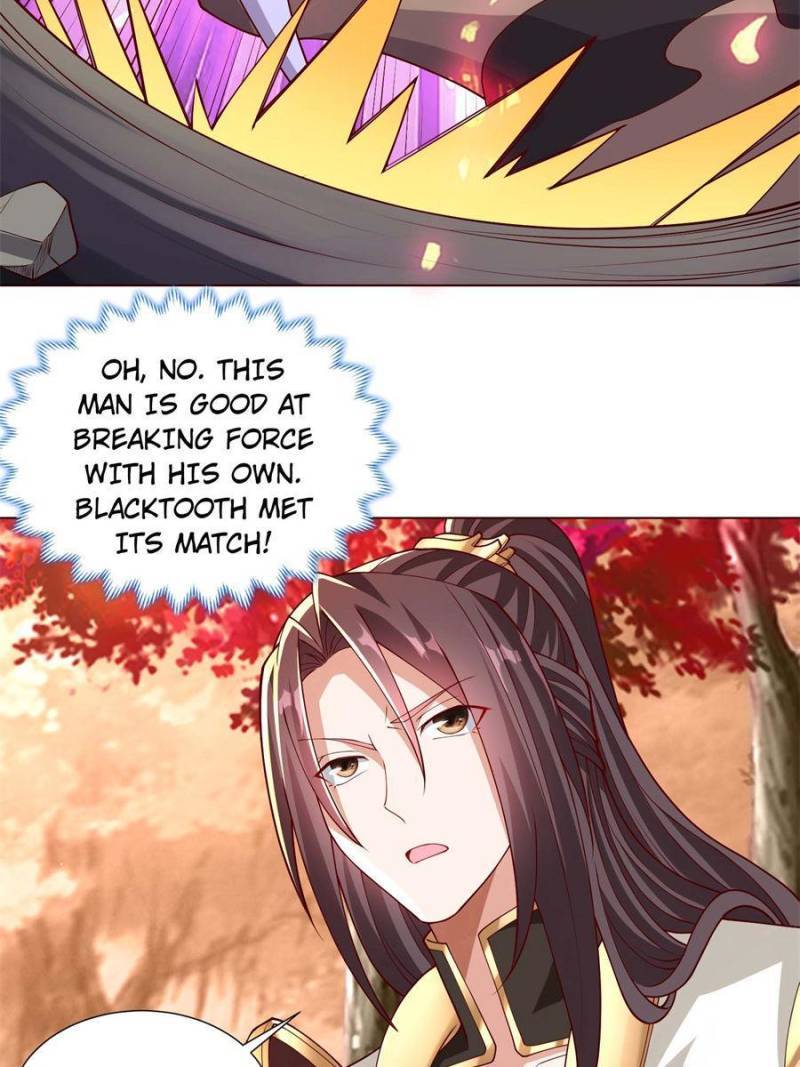 OH, NO. THIS
MAN IS GOOD AT
BREAKING FORCE
WITH HIS OWN.
BLACKTOOTH MET
ITS MATCH!